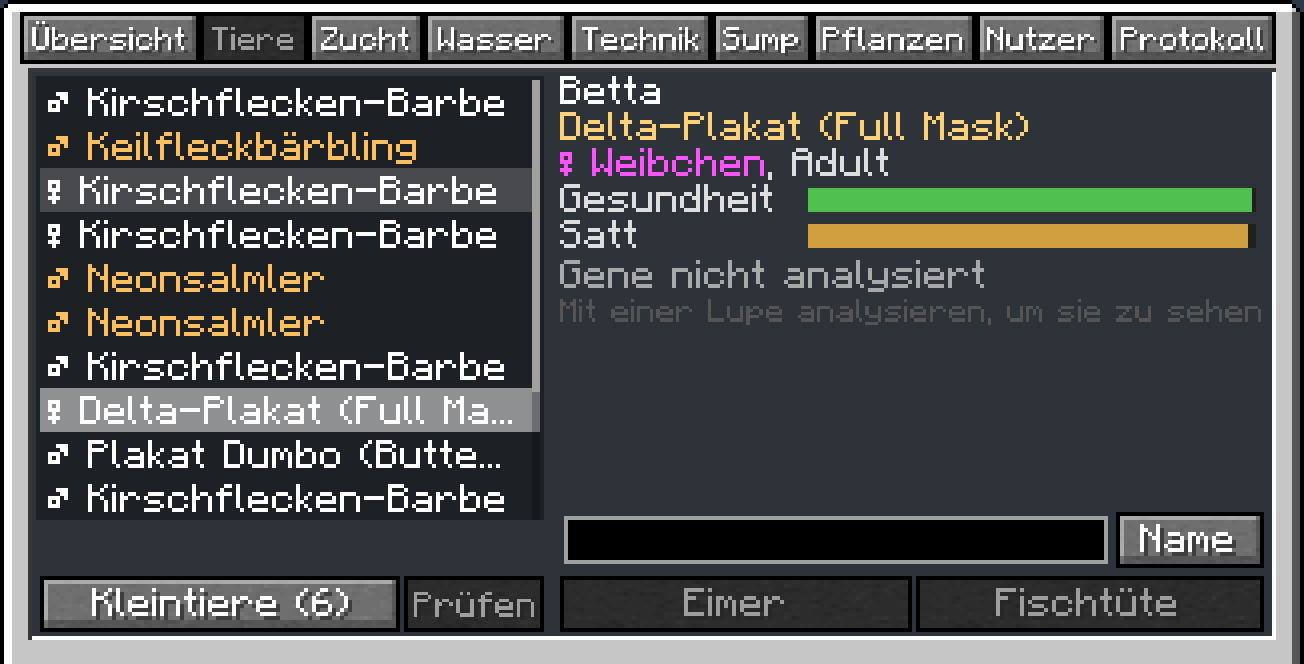 Übersicht Tiere Zucht Wasser Technik Sump Pflanzen Nutzer Protokoll
♂ Kirschflecken-Barbe
♂ Keilfleckbärbling
♀ Kirschflecken-Barbe
♀ Kirschflecken-Barbe
♂ Neonsalmler
♂ Neonsalmler
♂ Kirschflecken-Barbe
♀ Delta-Plakat (Full Ma...
♂ Plakat Dumbo (Butte...
♂ Kirschflecken-Barbe
Kleintiere (6) Prüfen
Betta
Delta-Plakat (Full Mask)
♀ Weibchen, Adult
Gesundheit
Satt
Gene nicht analysiert
Mit einer Lupe analysieren, um sie zu sehen
Name
Eimer Fischtüte